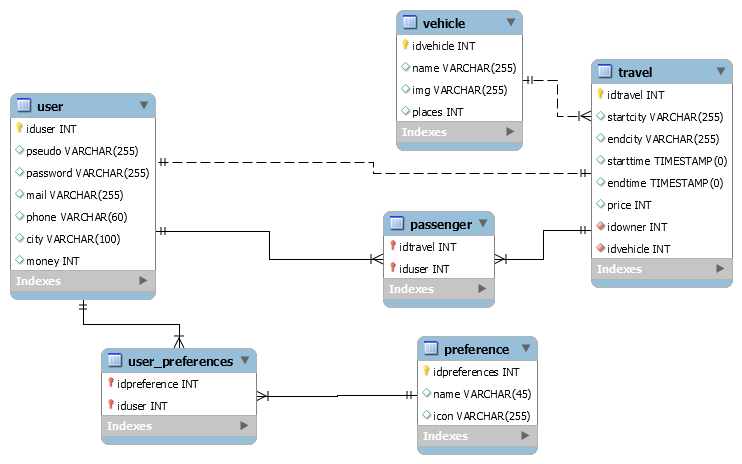 vehicle
idvehicle INT
name VARCHAR(255)
img VARCHAR(255)
places INT
Indexes
travel
idtravel INT
startcity VARCHAR(255)
endcity VARCHAR(255)
starttime TIMESTAMP(0)
endtime TIMESTAMP(0)
price INT
idowner INT
idvehicle INT
Indexes
user
iduser INT
pseudo VARCHAR(255)
password VARCHAR(255)
mail VARCHAR(255)
phone VARCHAR(60)
city VARCHAR(100)
money INT
Indexes
passenger
idtravel INT
iduser INT
Indexes
user_preferences
idpreference INT
iduser INT
Indexes
preference
idpreferences INT
name VARCHAR(45)
icon VARCHAR(255)
Indexes